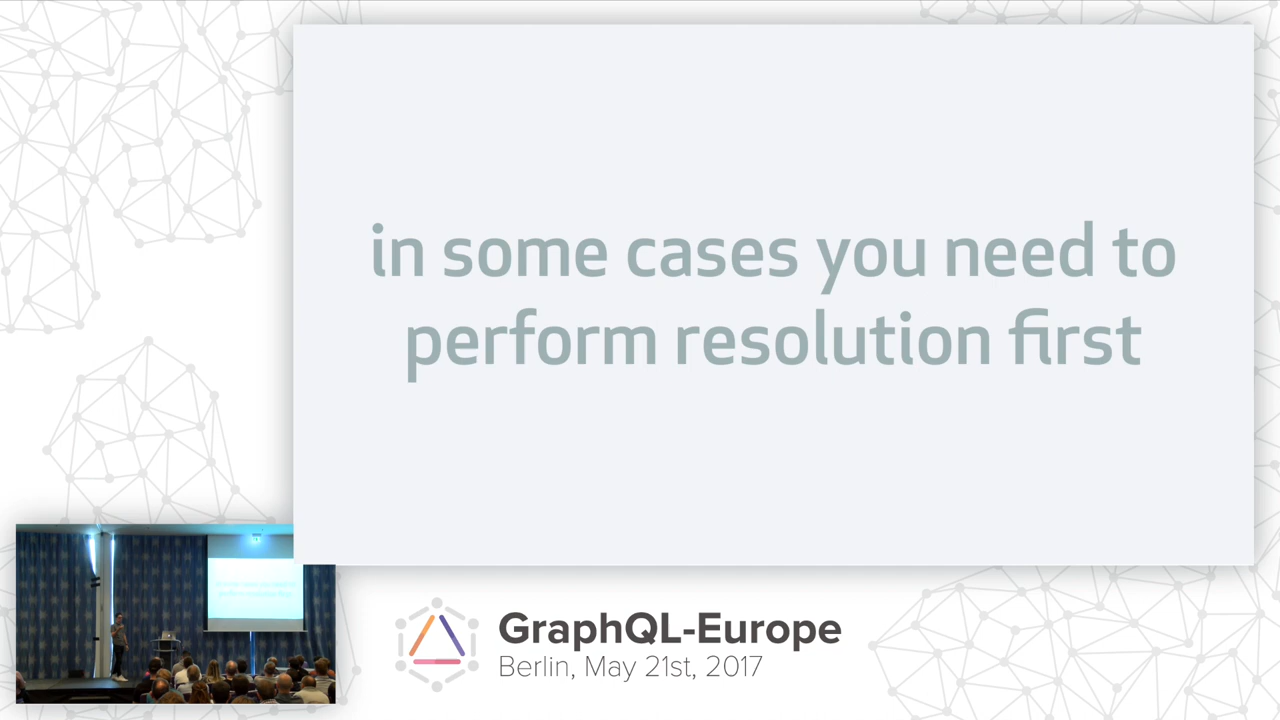 in some cases you need to
perform resolution first
GraphQL-Europe
Berlin, May 21st, 2017